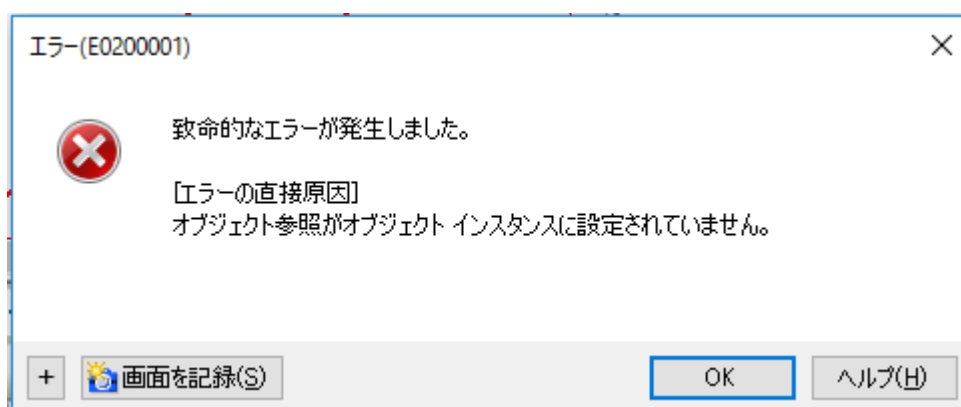 エラー(E0200001)
致命的なエラーが発生しました。
[エラーの直接原因]
オブジェクト参照がオブジェクト インスタンスに設定されていません。
+ 画面を記録(S) OK ヘルプ(H)